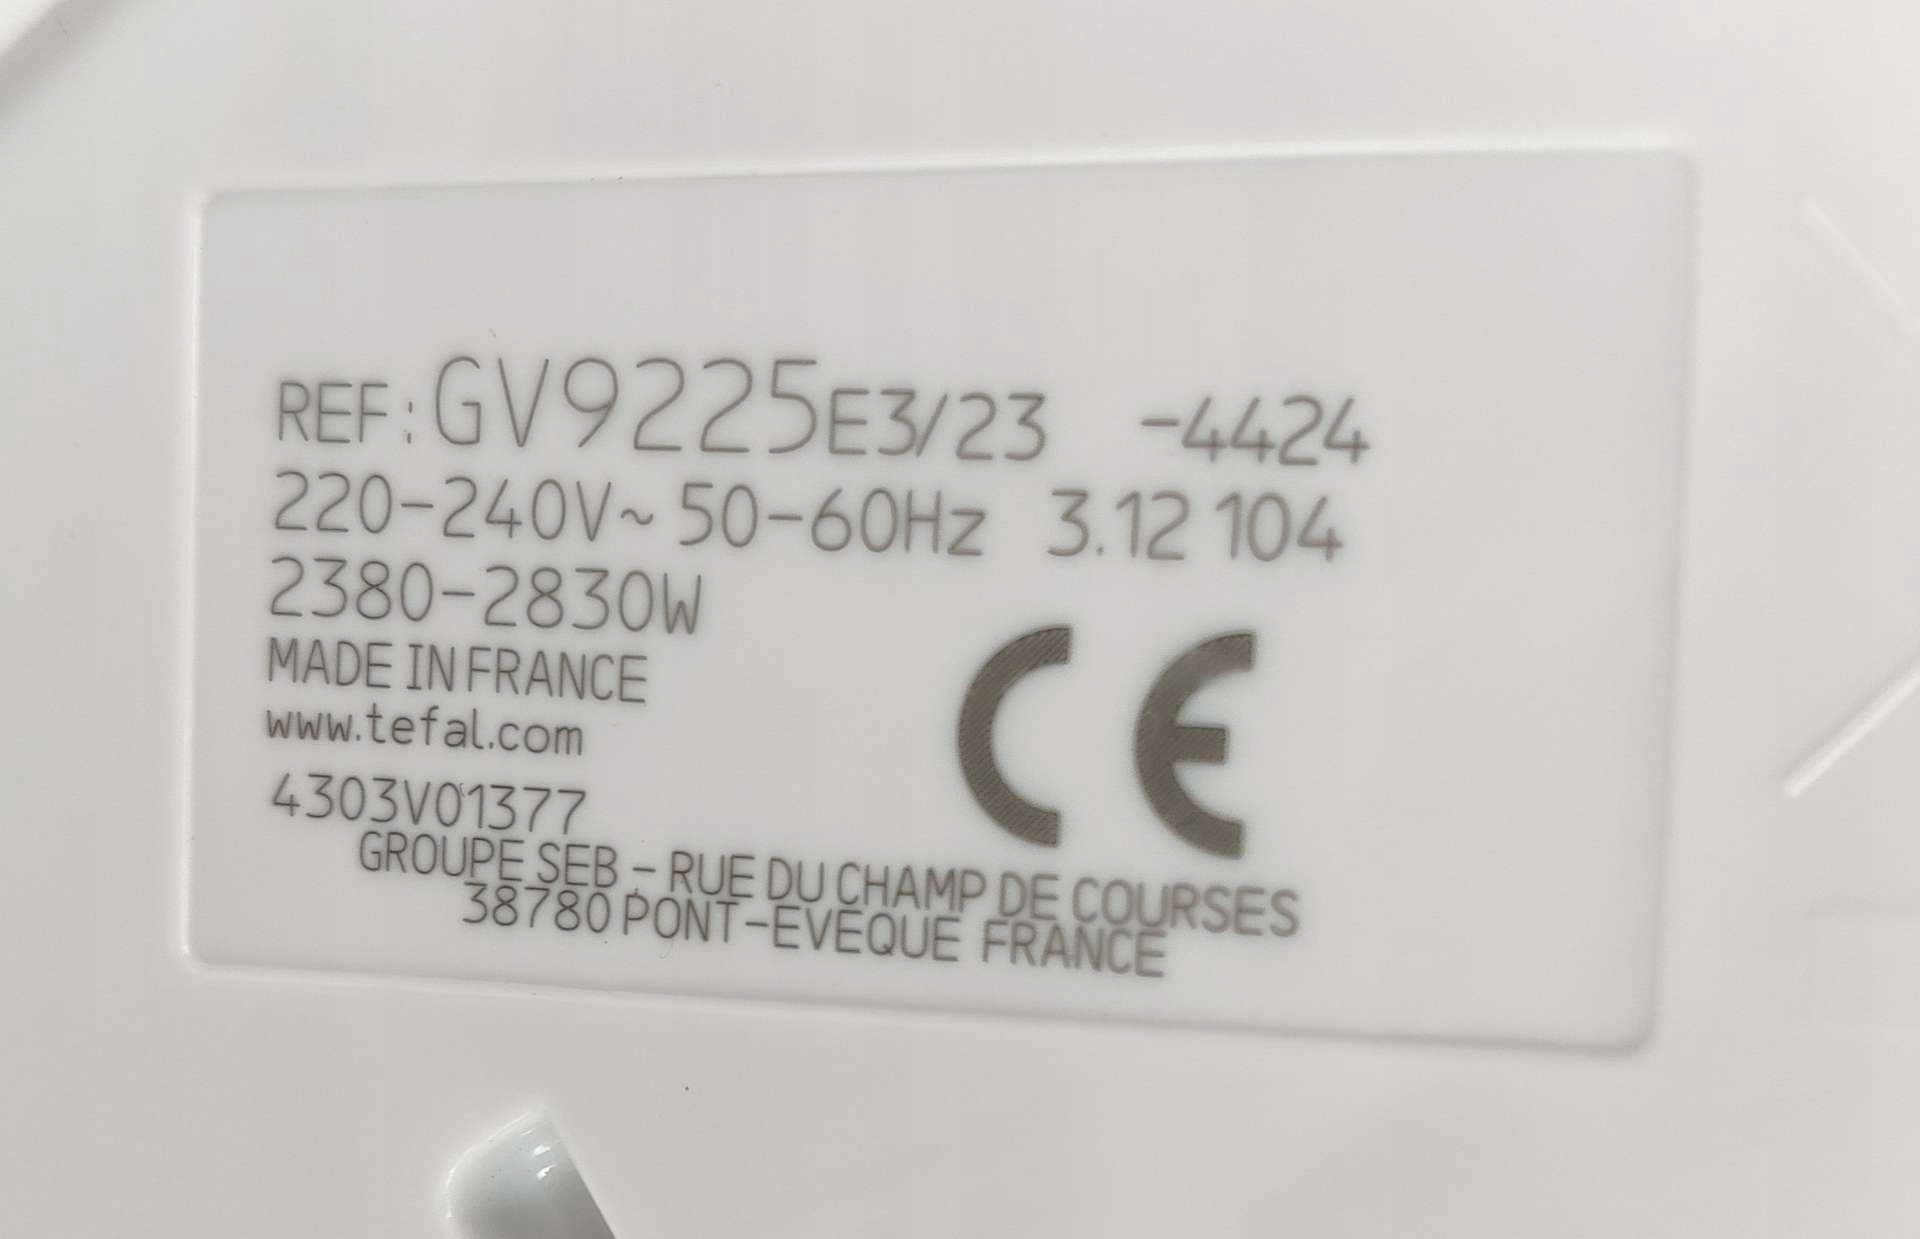 REF: GV9225E3/23 -4424
220-240V~ 50-60Hz 3.12 104
2380-2830W
MADE IN FRANCE
www.tefal.com
CE
4303V01377
GROUPE SEB - RUE DU CHAMP DE COURSES
38780 PONT-EVEQUE FRANCE